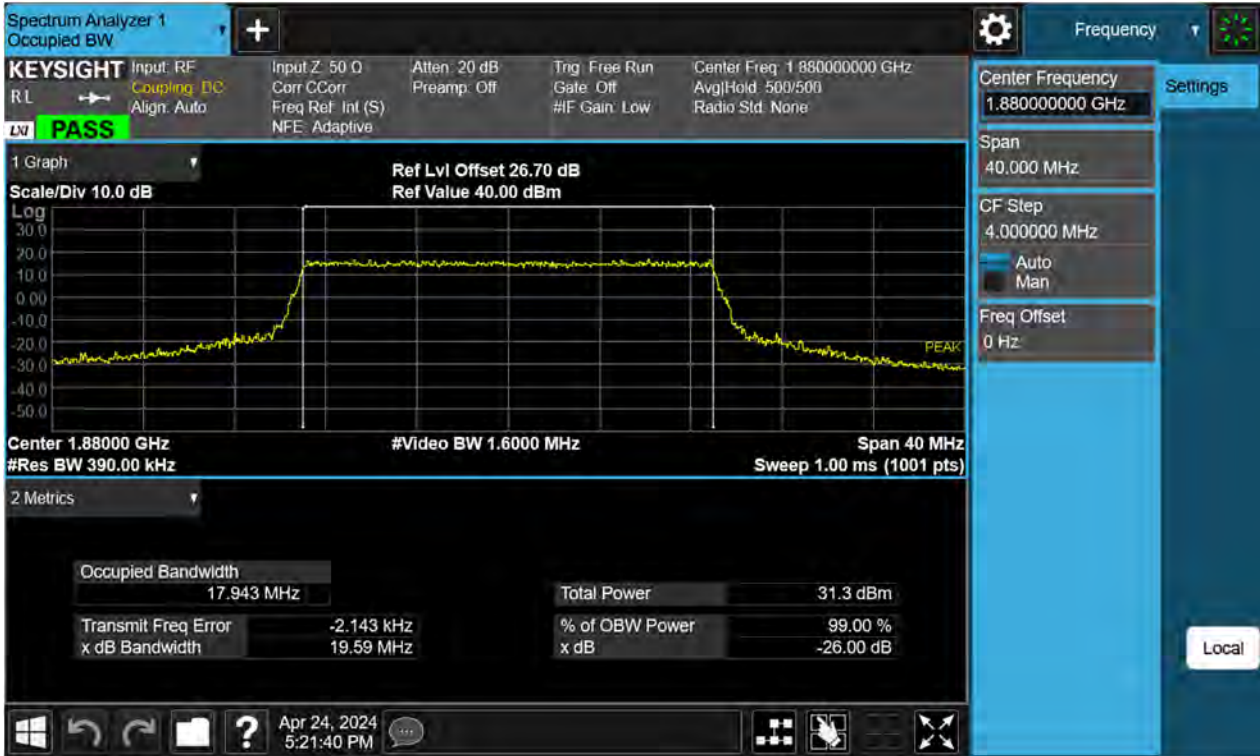 Spectrum Analyzer 1
Occupied BW
+
Frequency
KEYSIGHT
RL
LXI
PASS
Input: RF
Coupling: DC
Align: Auto
Input Z: 50 Ω
Corr CCorr
Freq Ref: Int (S)
NFE: Adaptive
Atten: 20 dB
Preamp: Off
Trig: Free Run
Gate: Off
#IF Gain: Low
Center Freq: 1.880000000 GHz
Avg|Hold: 500/500
Radio Std: None
Center Frequency
1.880000000 GHz
Settings
Span
40.000 MHz
CF Step
4.000000 MHz
Auto
Man
Freq Offset
0 Hz
Local
1 Graph
Scale/Div 10.0 dB
Ref Lvl Offset 26.70 dB
Ref Value 40.00 dBm
Log
30.0
20.0
10.0
0.00
-10.0
-20.0
-30.0
-40.0
-50.0
PEAK
Center 1.88000 GHz
#Video BW 1.6000 MHz
Span 40 MHz
#Res BW 390.00 kHz
Sweep 1.00 ms (1001 pts)
2 Metrics
Occupied Bandwidth
17.943 MHz
Total Power 31.3 dBm
Transmit Freq Error -2.143 kHz
% of OBW Power 99.00 %
x dB Bandwidth 19.59 MHz
x dB -26.00 dB
?
Apr 24, 2024
5:21:40 PM